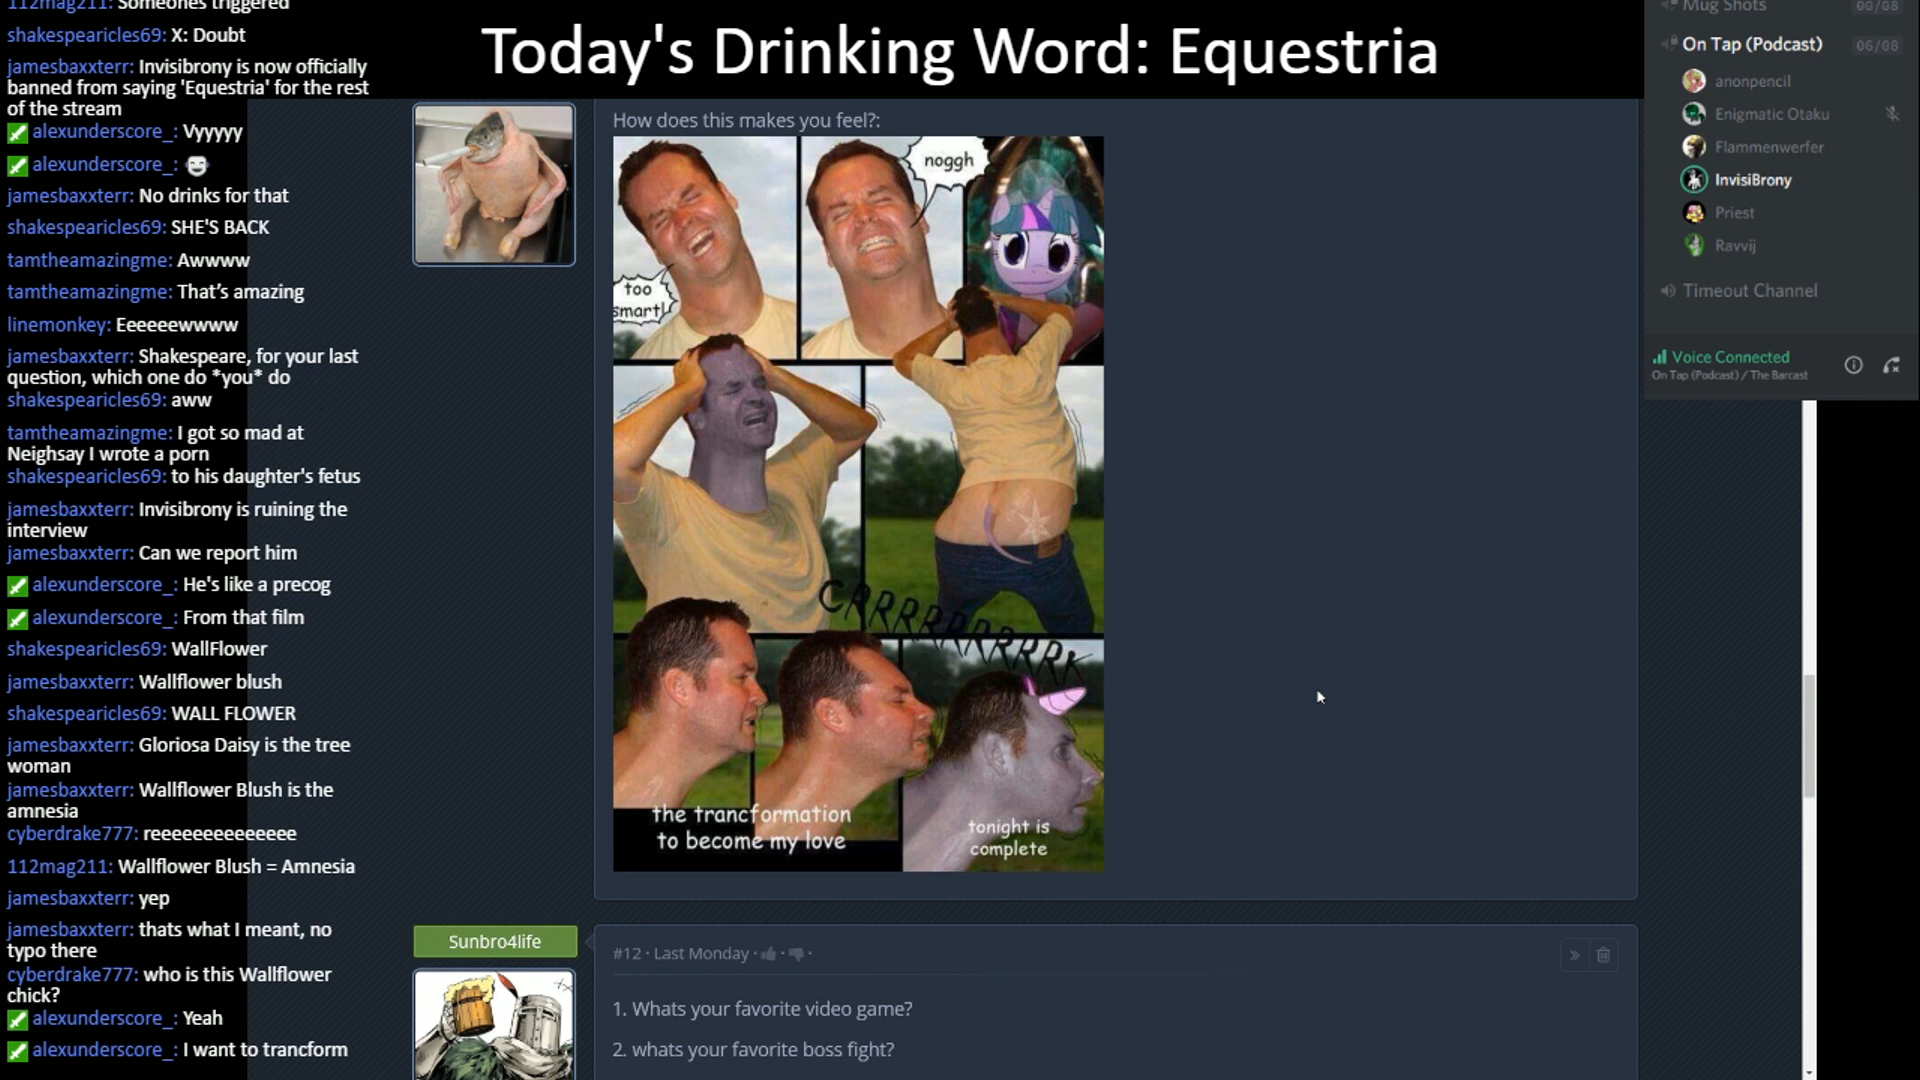 112mag211: Someones triggered
shakespearicles69: X: Doubt
jamesbaxxterr: Invisibrony is now officially
banned from saying 'Equestria' for the rest
of the stream
alexunderscore_: Vyyyyy
alexunderscore_:
jamesbaxxterr: No drinks for that
shakespearicles69: SHE'S BACK
tamtheamazingme: Awwww
tamtheamazingme: That's amazing
linemonkey: Eeeeeewwww
jamesbaxxterr: Shakespeare, for your last
question, which one do *you* do
shakespearicles69: aww
tamtheamazingme: I got so mad at
Neighsay I wrote a porn
shakespearicles69: to his daughter's fetus
jamesbaxxterr: Invisibrony is ruining the
interview
jamesbaxxterr: Can we report him
alexunderscore_: He's like a precog
alexunderscore_: From that film
shakespearicles69: WallFlower
jamesbaxxterr: Wallflower blush
shakespearicles69: WALL FLOWER
jamesbaxxterr: Gloriosa Daisy is the tree
woman
jamesbaxxterr: Wallflower Blush is the
amnesia
cyberdrake777: reeeeeeeeeeeeee
112mag211: Wallflower Blush = Amnesia
jamesbaxxterr: yep
jamesbaxxterr: thats what I meant, no
typo there
cyberdrake777: who is this Wallflower
chick?
alexunderscore_: Yeah
alexunderscore_: I want to transform
Today's Drinking Word: Equestria
How does this makes you feel?:
too
smart!
noggh
CRRRRRRRRRRK
the trancformation
to become my love
tonight is
complete
Sunbro4life
#12 · Last Monday ·
1. Whats your favorite video game?
2. whats your favorite boss fight?
Mug Shots 00/08
On Tap (Podcast) 06/08
anonpencil
Enigmatic Otaku
Flammenwerfer
InvisiBrony
Priest
Ravvij
Timeout Channel
Voice Connected
On Tap (Podcast) / The Barcast